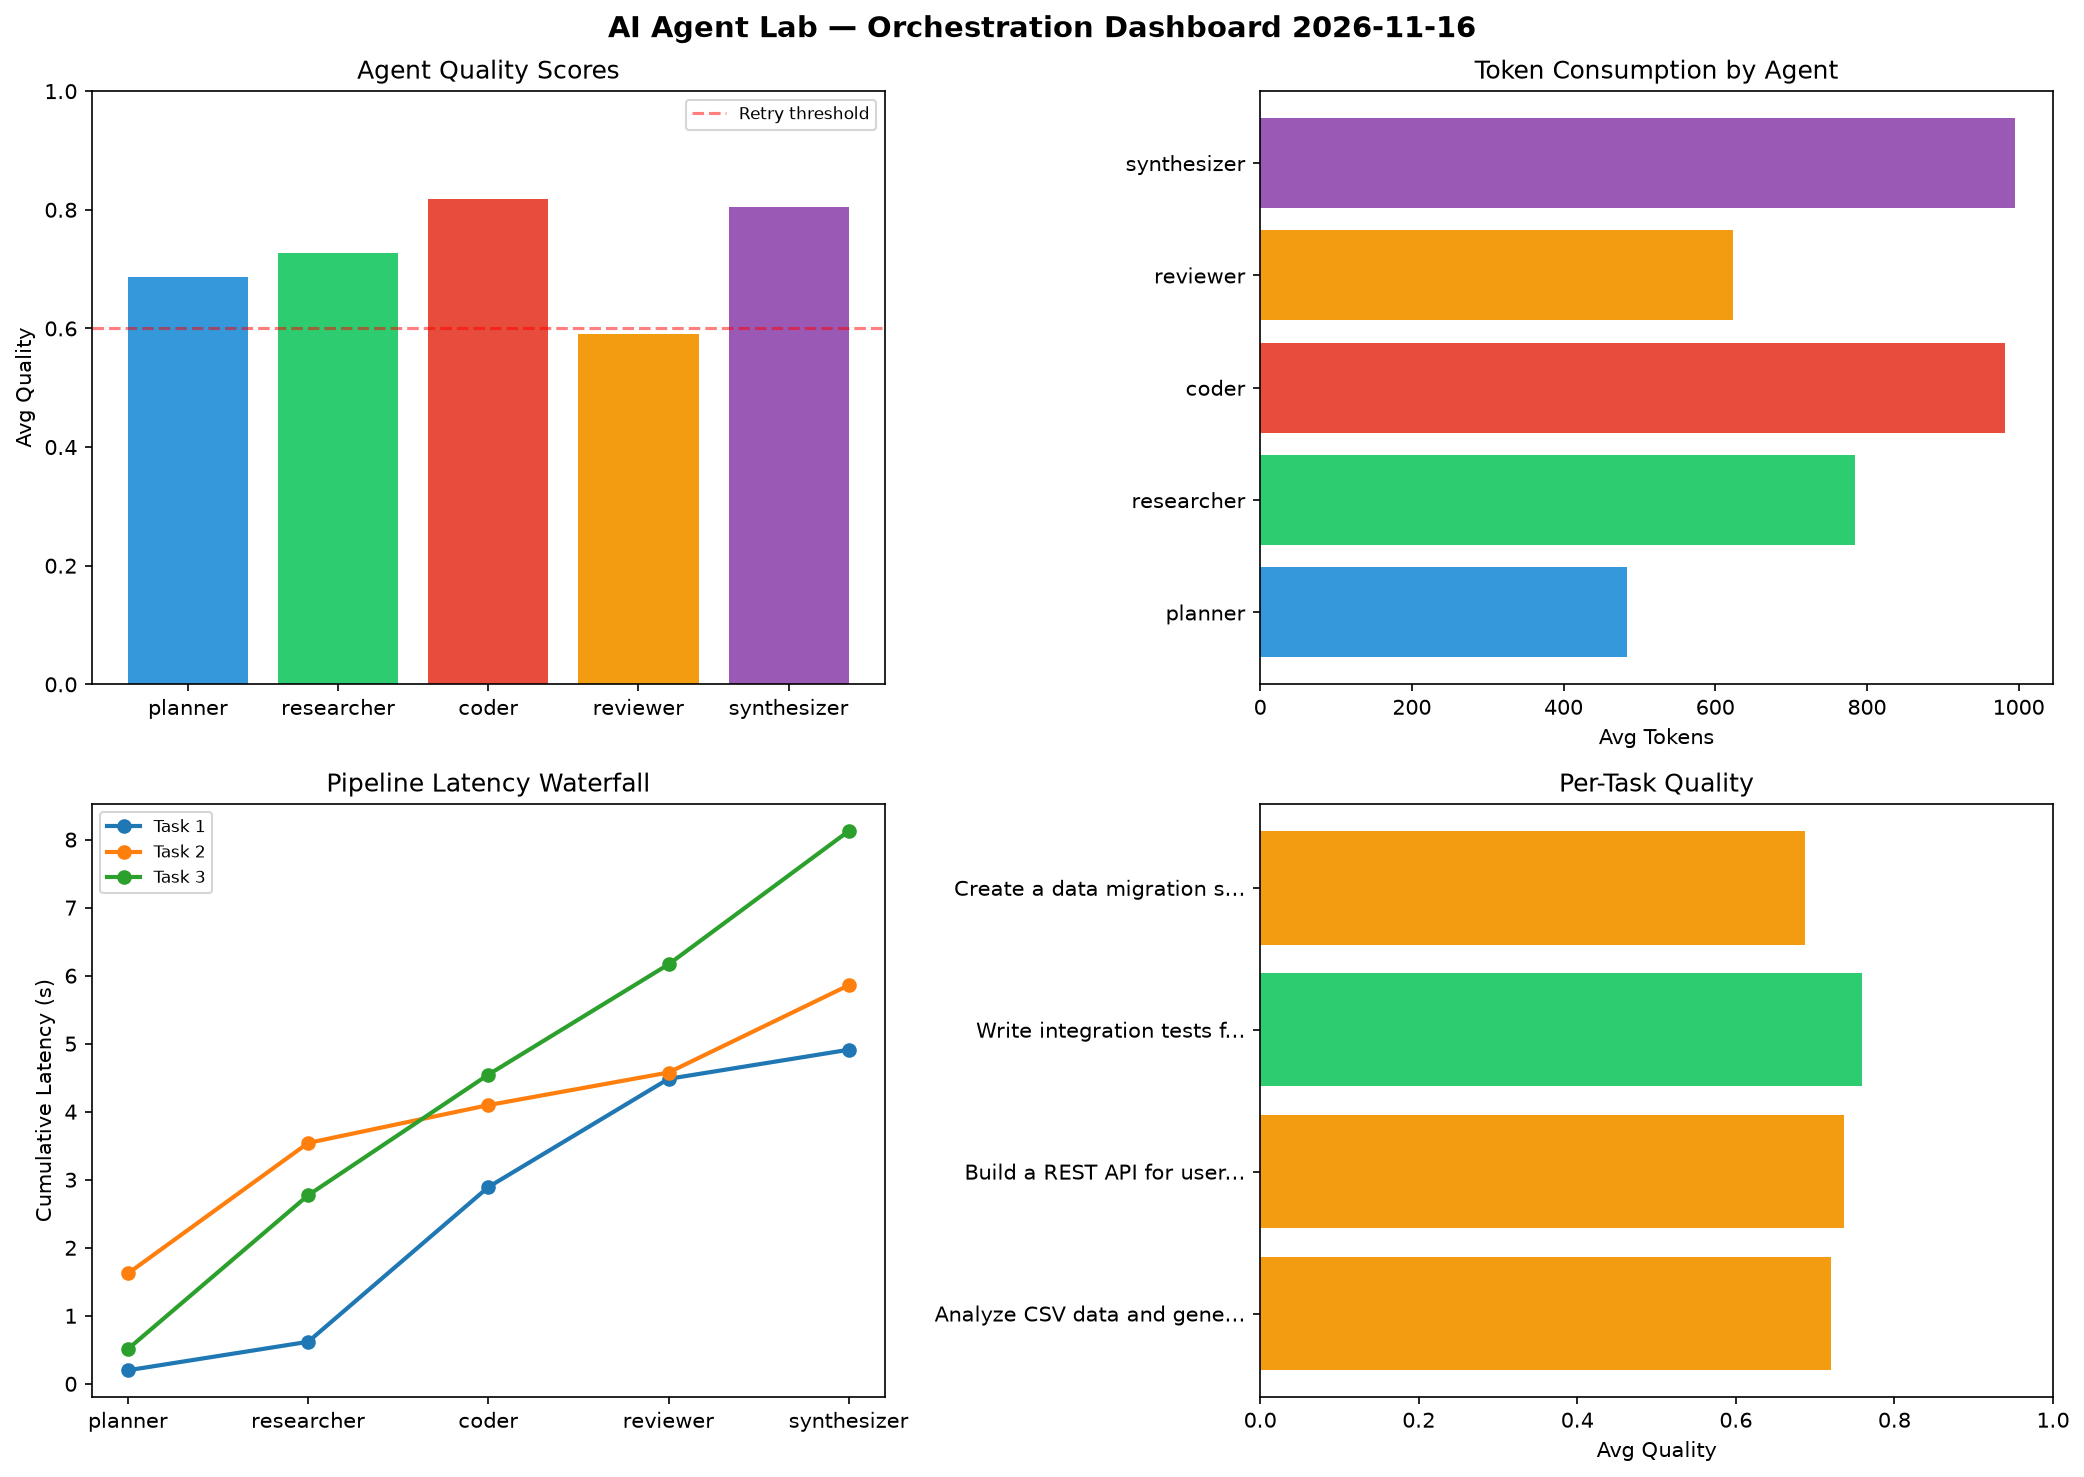 AI Agent Lab — Orchestration Dashboard 2026-11-16
Agent Quality Scores
Avg Quality
1.0
0.8
0.6
0.4
0.2
0.0
Retry threshold
planner researcher coder reviewer synthesizer
Token Consumption by Agent
synthesizer
reviewer
coder
researcher
planner
0 200 400 600 800 1000
Avg Tokens
Pipeline Latency Waterfall
Cumulative Latency (s)
8
7
6
5
4
3
2
1
0
Task 1
Task 2
Task 3
planner researcher coder reviewer synthesizer
Per-Task Quality
Create a data migration s...
Write integration tests f...
Build a REST API for user...
Analyze CSV data and gene...
0.0 0.2 0.4 0.6 0.8 1.0
Avg Quality